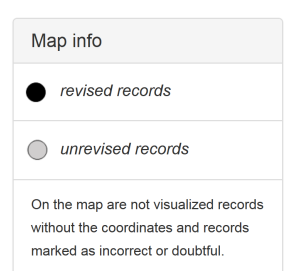 Map info
revised records
unrevised records
On the map are not visualized records
without the coordinates and records
marked as incorrect or doubtful.